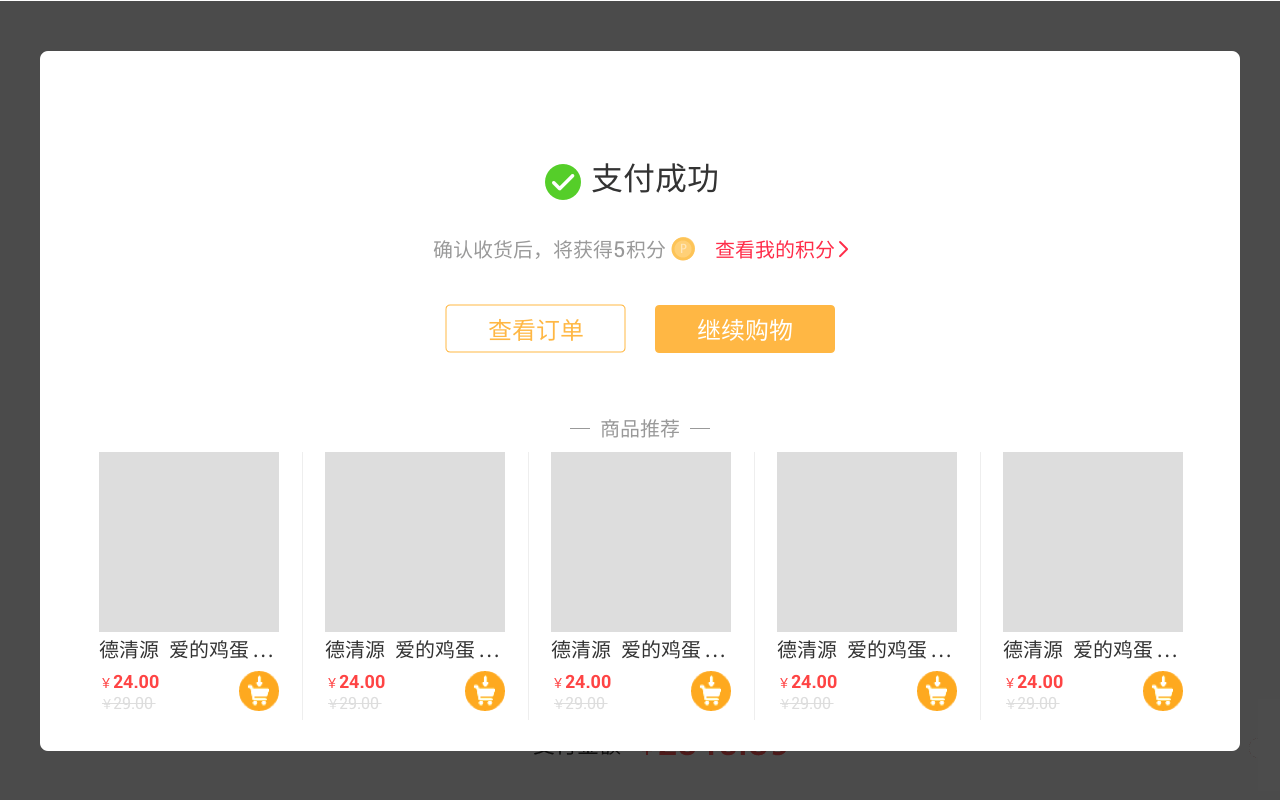 支付成功
确认收货后，将获得5积分 P 查看我的积分
查看订单 继续购物
商品推荐
德清源 爱的鸡蛋... 德清源 爱的鸡蛋... 德清源 爱的鸡蛋... 德清源 爱的鸡蛋... 德清源 爱的鸡蛋...
¥24.00 ¥24.00 ¥24.00 ¥24.00 ¥24.00
¥29.00 ¥29.00 ¥29.00 ¥29.00 ¥29.00